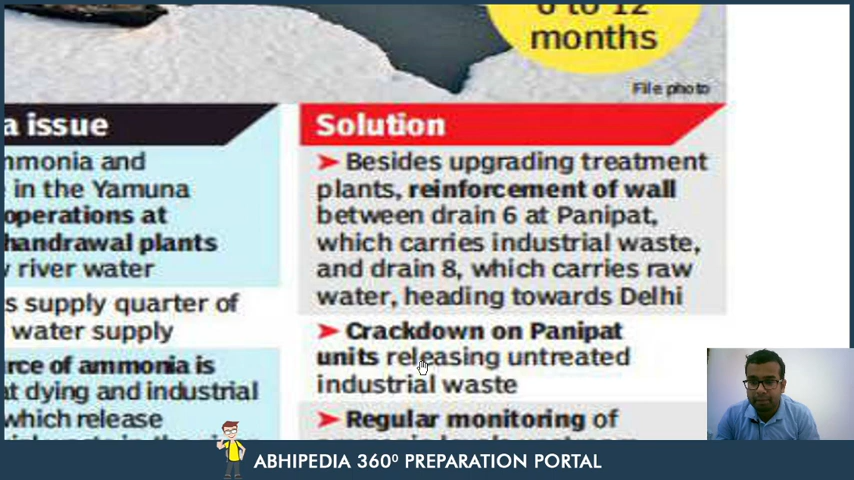 6 to 12
months
File photo
a issue
mmonia and
in the Yamuna
operations at
handrawal plants
river water
s supply quarter of
water supply
rce of ammonia is
at dying and industrial
which release
Solution
➤ Besides upgrading treatment
plants, reinforcement of wall
between drain 6 at Panipat,
which carries industrial waste,
and drain 8, which carries raw
water, heading towards Delhi
➤ Crackdown on Panipat
units releasing untreated
industrial waste
➤ Regular monitoring of
ABHIPEDIA 360⁰ PREPARATION PORTAL